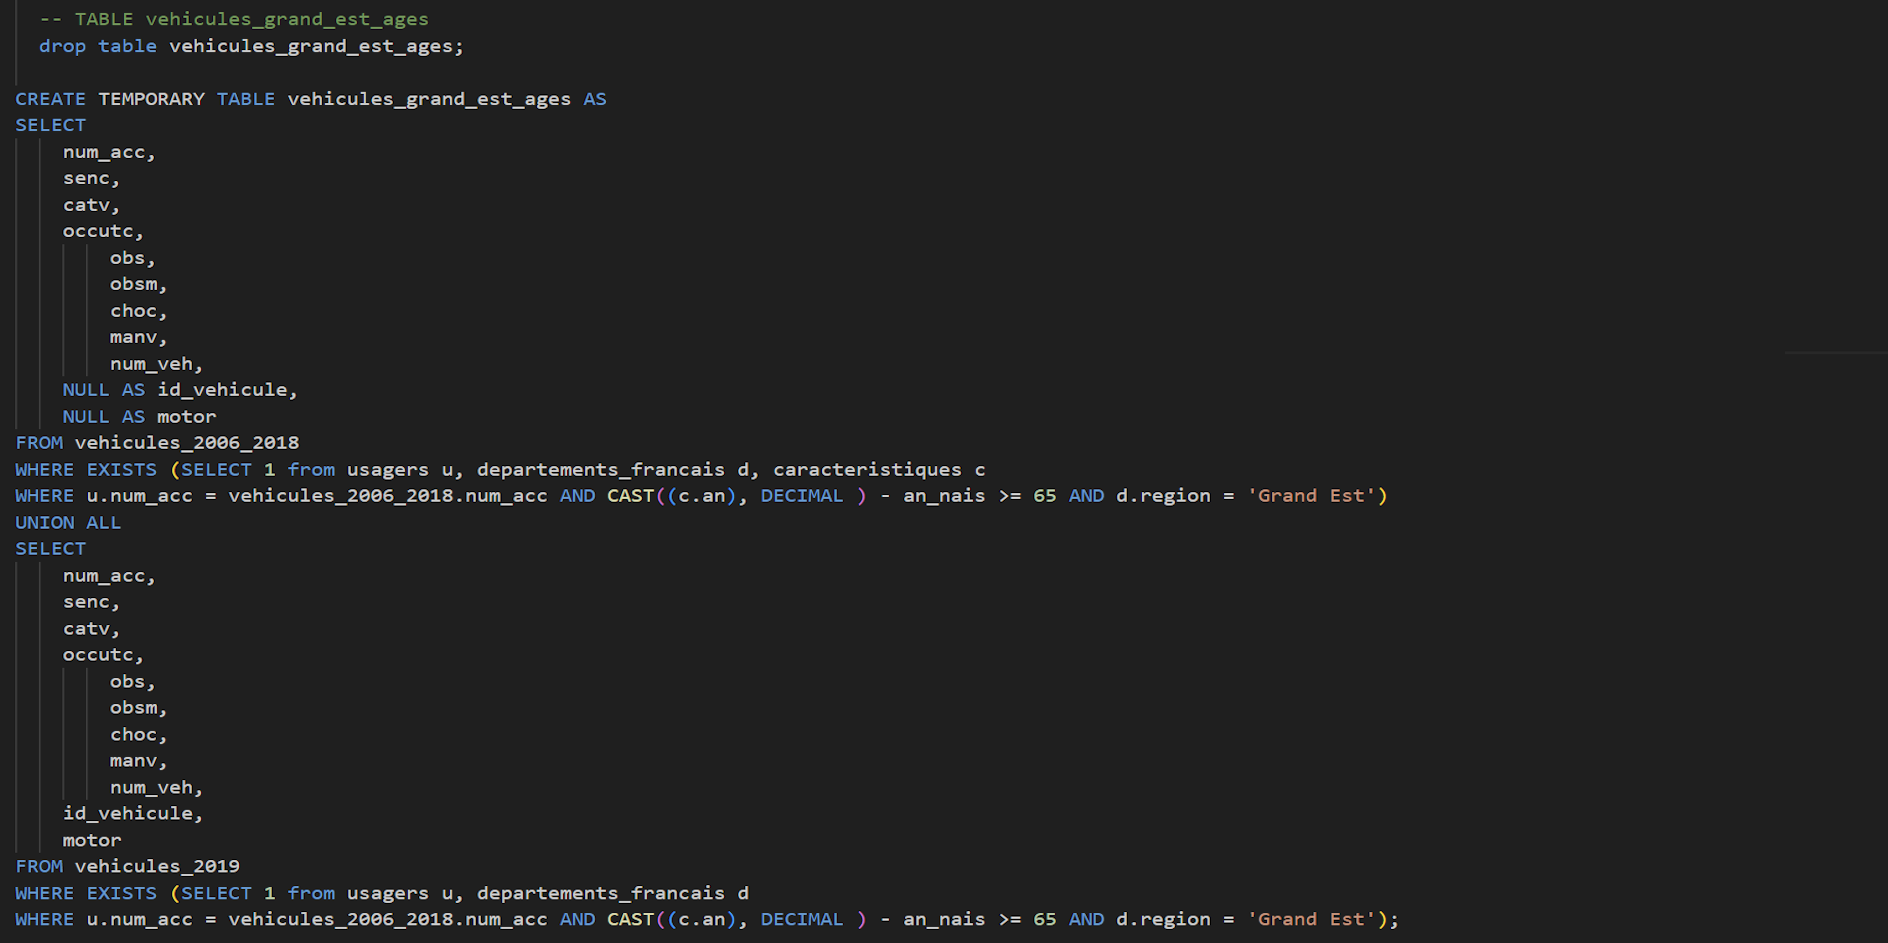 -- TABLE vehicules_grand_est_ages
drop table vehicules_grand_est_ages;
CREATE TEMPORARY TABLE vehicules_grand_est_ages AS
SELECT
num_acc,
senc,
catv,
occutc,
obs,
obsm,
choc,
manv,
num_veh,
NULL AS id_vehicule,
NULL AS motor
FROM vehicules_2006_2018
WHERE EXISTS (SELECT 1 from usagers u, departements_francais d, caracteristiques c
WHERE u.num_acc = vehicules_2006_2018.num_acc AND CAST((c.an), DECIMAL ) - an_nais >= 65 AND d.region = 'Grand Est')
UNION ALL
SELECT
num_acc,
senc,
catv,
occutc,
obs,
obsm,
choc,
manv,
num_veh,
id_vehicule,
motor
FROM vehicules_2019
WHERE EXISTS (SELECT 1 from usagers u, departements_francais d
WHERE u.num_acc = vehicules_2006_2018.num_acc AND CAST((c.an), DECIMAL ) - an_nais >= 65 AND d.region = 'Grand Est');